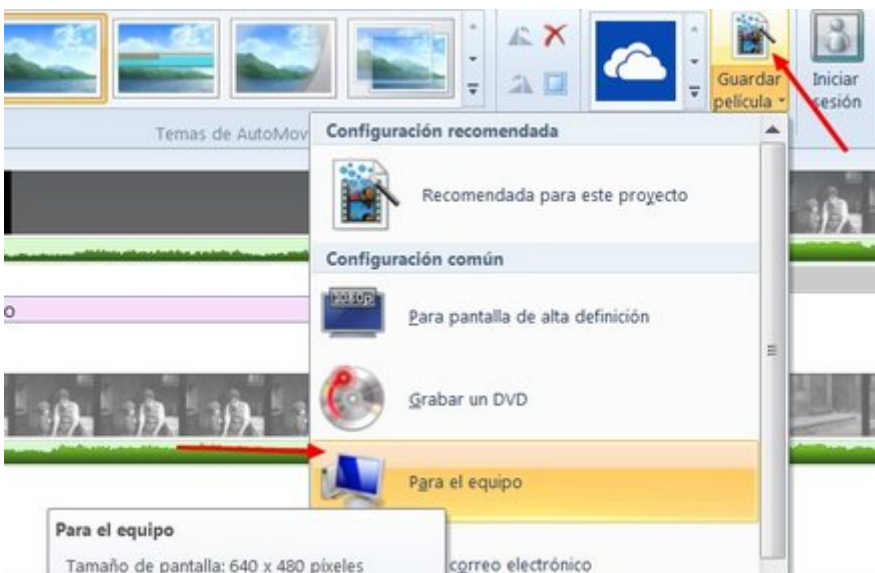 Guardar
película
Iniciar
sesión
Temas de AutoMov
Configuración recomendada
Recomendada para este proyecto
Configuración común
1080p
Para pantalla de alta definición
Grabar un DVD
Para el equipo
Para el equipo
Tamaño de pantalla: 640 x 480 píxeles
correo electrónico